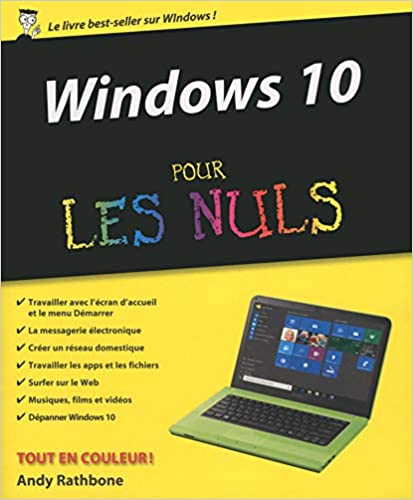 Le livre best-seller sur WIndows !
Windows 10
POUR
LES NULS
✓ Travailler avec l'écran d'accueil
et le menu Démarrer
✓ La messagerie électronique
✓ Créer un réseau domestique
✓ Travailler les apps et les fichiers
✓ Surfer sur le Web
✓ Musiques, films et vidéos
✓ Dépanner Windows 10
TOUT EN COULEUR !
Andy Rathbone